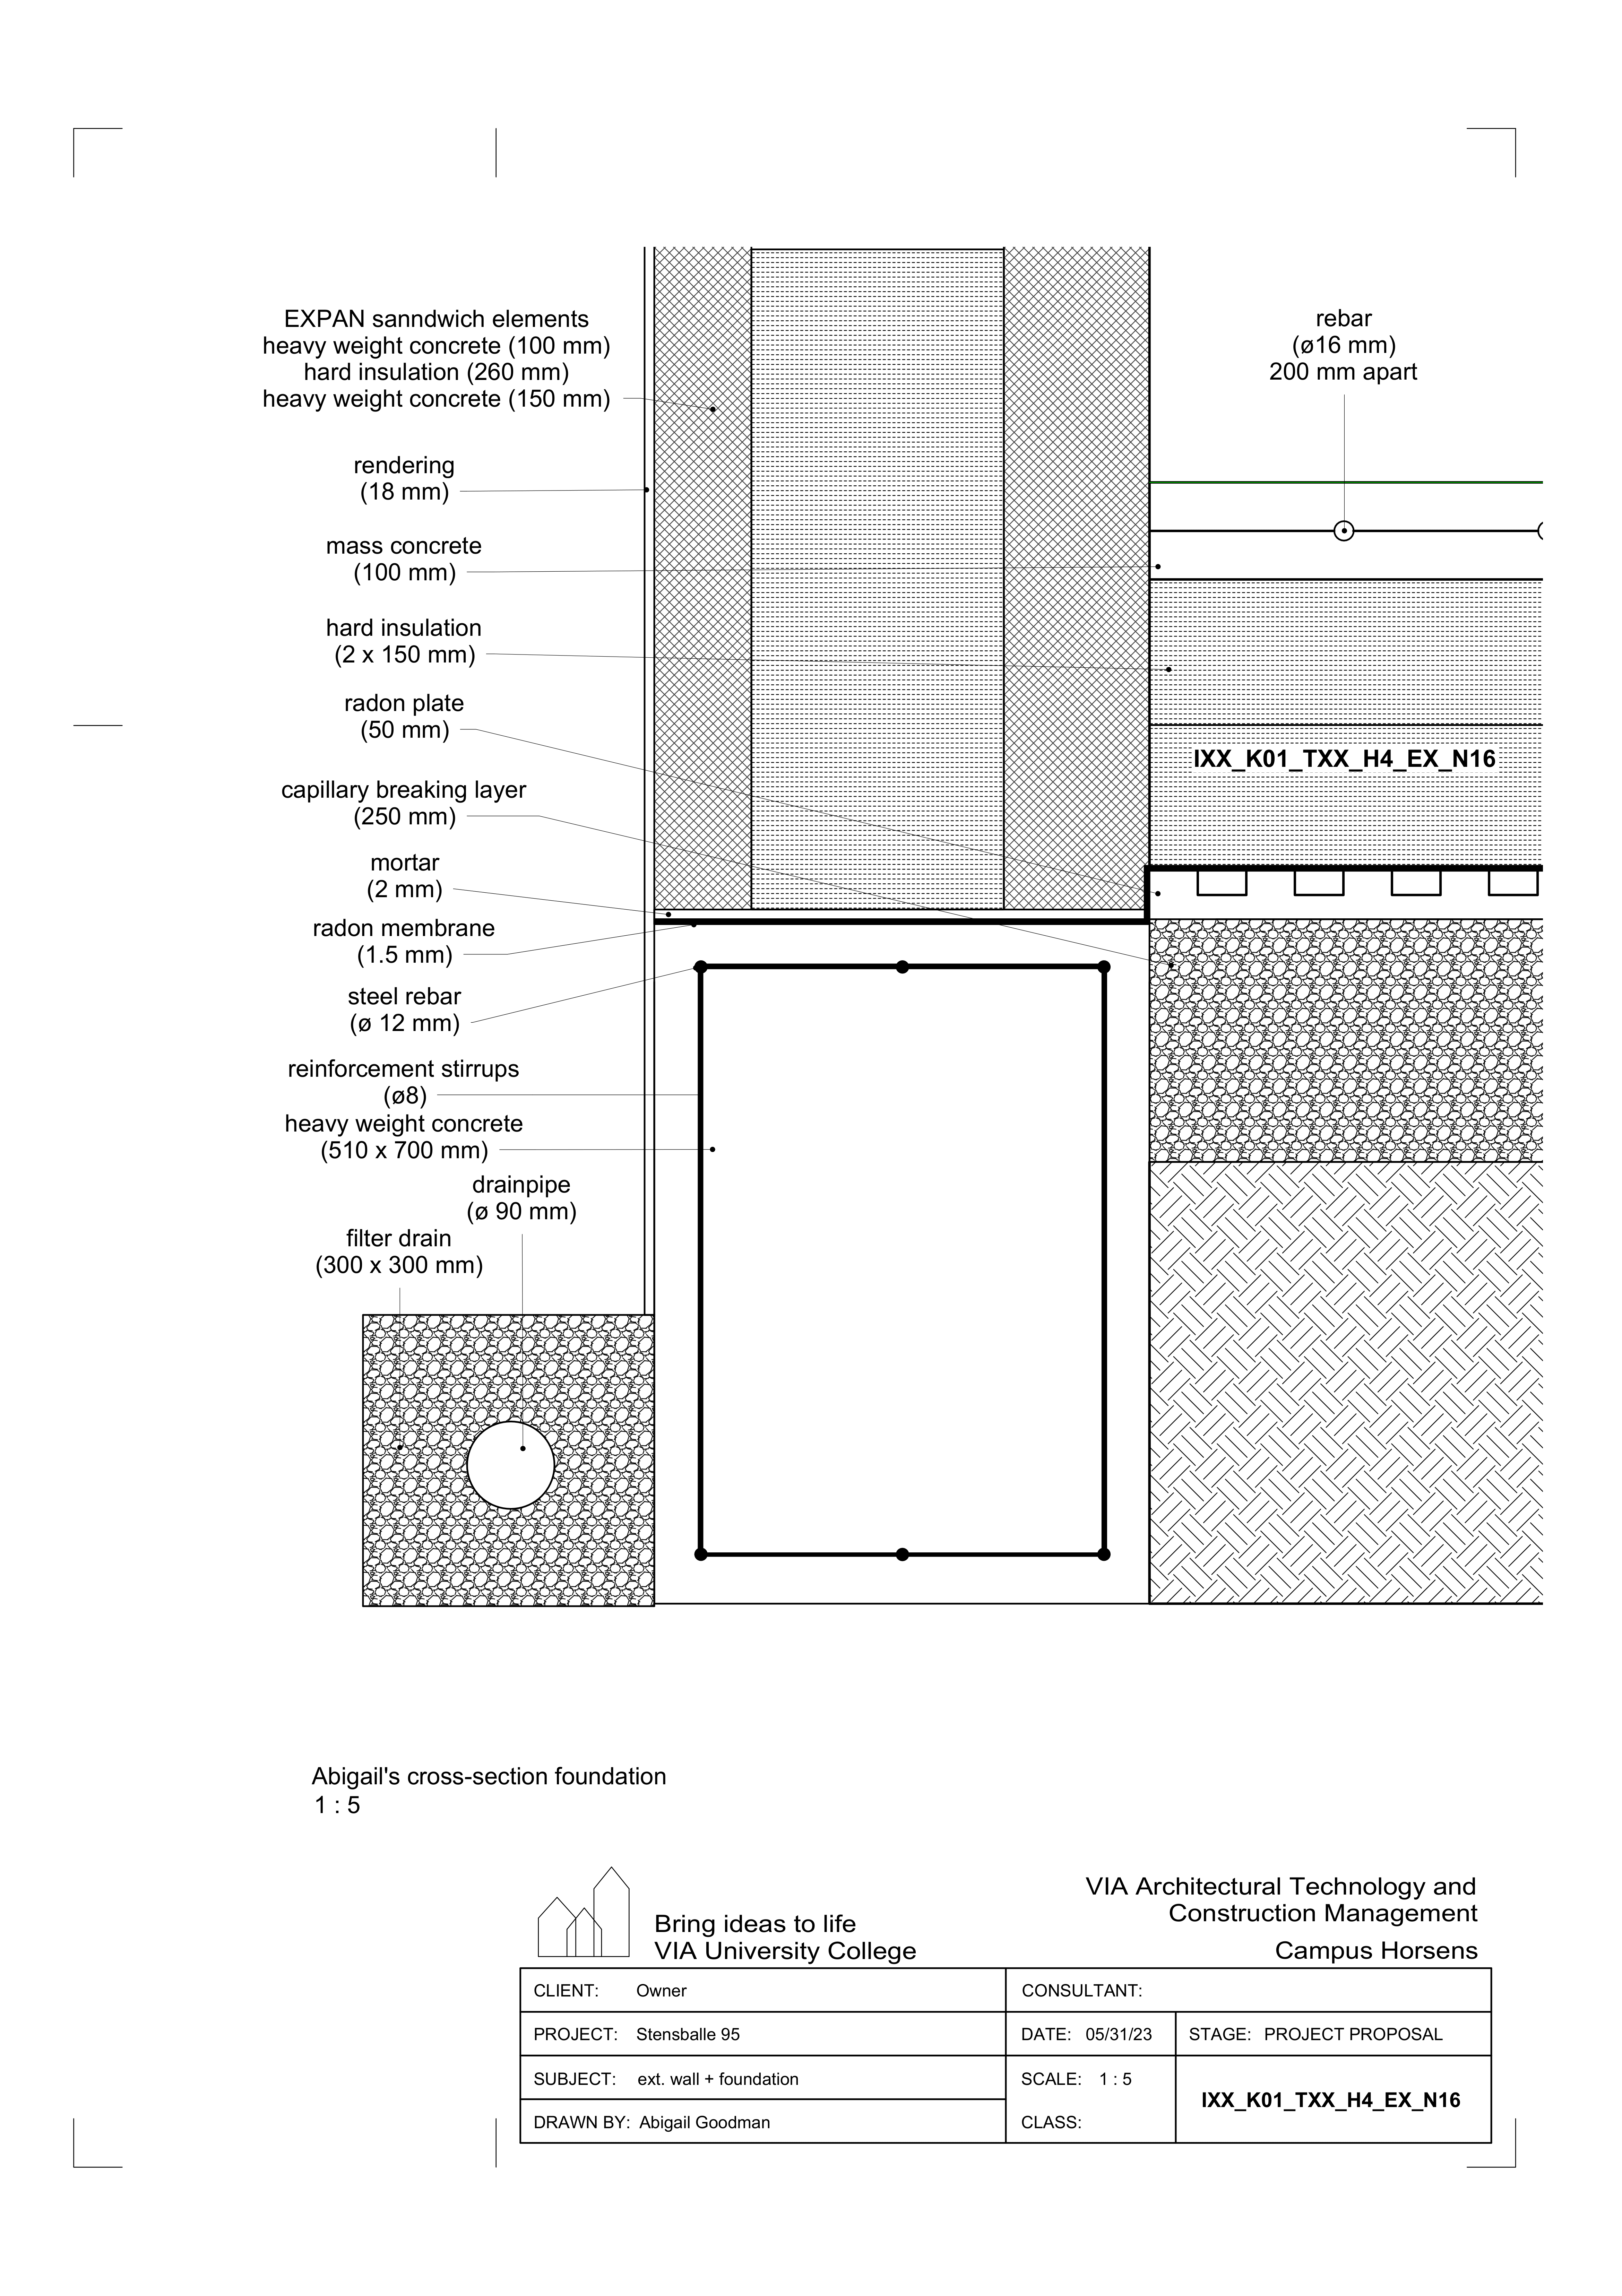 EXPAN sanndwich elements
heavy weight concrete (100 mm)
hard insulation (260 mm)
heavy weight concrete (150 mm)
rebar
(ø16 mm)
200 mm apart
rendering
(18 mm)
mass concrete
(100 mm)
hard insulation
(2 x 150 mm)
radon plate
(50 mm)
IXX_K01_TXX_H4_EX_N16
capillary breaking layer
(250 mm)
mortar
(2 mm)
radon membrane
(1.5 mm)
steel rebar
(ø 12 mm)
reinforcement stirrups
(ø8)
heavy weight concrete
(510 x 700 mm)
drainpipe
(ø 90 mm)
filter drain
(300 x 300 mm)
Abigail's cross-section foundation
1 : 5
Bring ideas to life
VIA University College
VIA Architectural Technology and
Construction Management
Campus Horsens
CLIENT: Owner
CONSULTANT:
PROJECT: Stensballe 95
DATE: 05/31/23
STAGE: PROJECT PROPOSAL
SUBJECT: ext. wall + foundation
SCALE: 1 : 5
IXX_K01_TXX_H4_EX_N16
DRAWN BY: Abigail Goodman
CLASS: